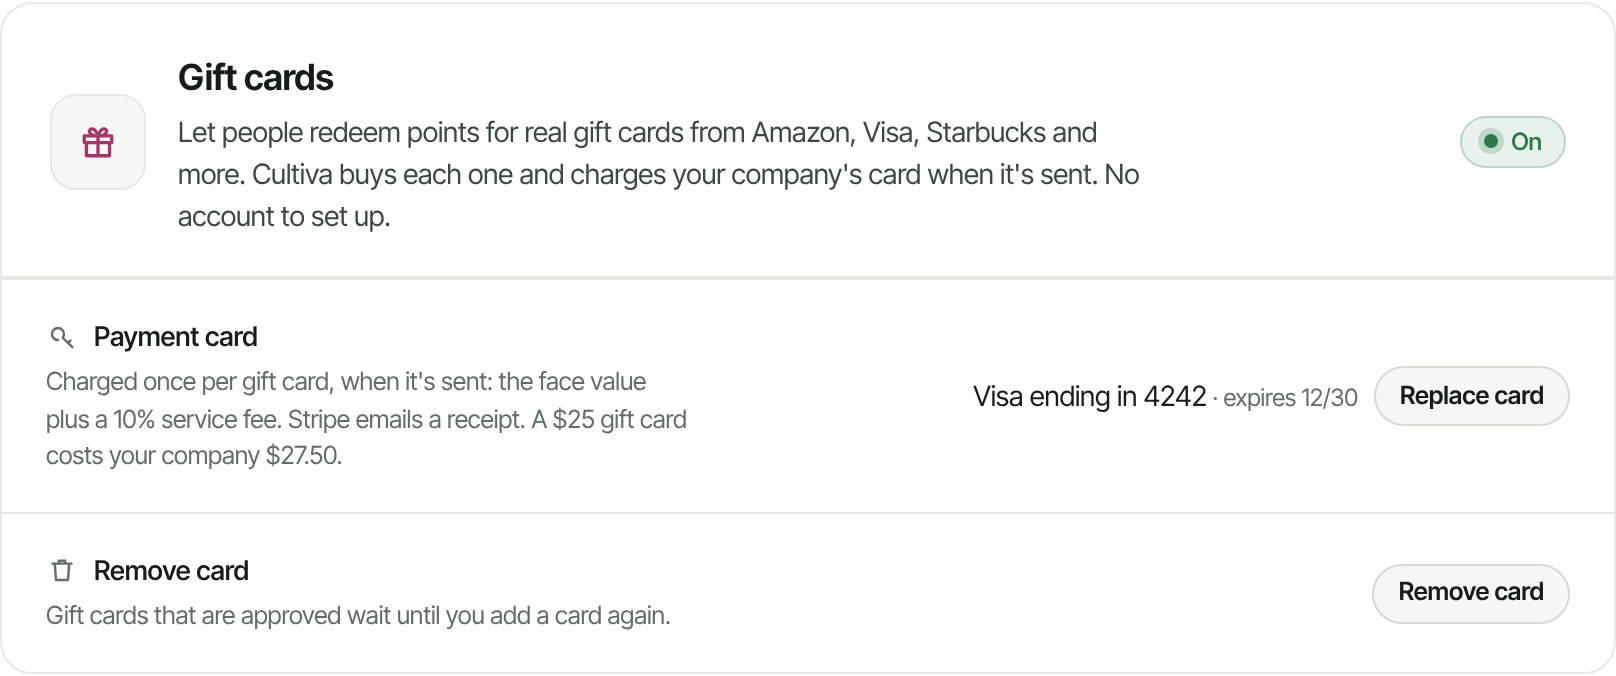 Gift cards
Let people redeem points for real gift cards from Amazon, Visa, Starbucks and
more. Cultiva buys each one and charges your company's card when it's sent. No
account to set up.
On
Payment card
Charged once per gift card, when it's sent: the face value
plus a 10% service fee. Stripe emails a receipt. A $25 gift card
costs your company $27.50.
Visa ending in 4242 · expires 12/30
Replace card
Remove card
Gift cards that are approved wait until you add a card again.
Remove card